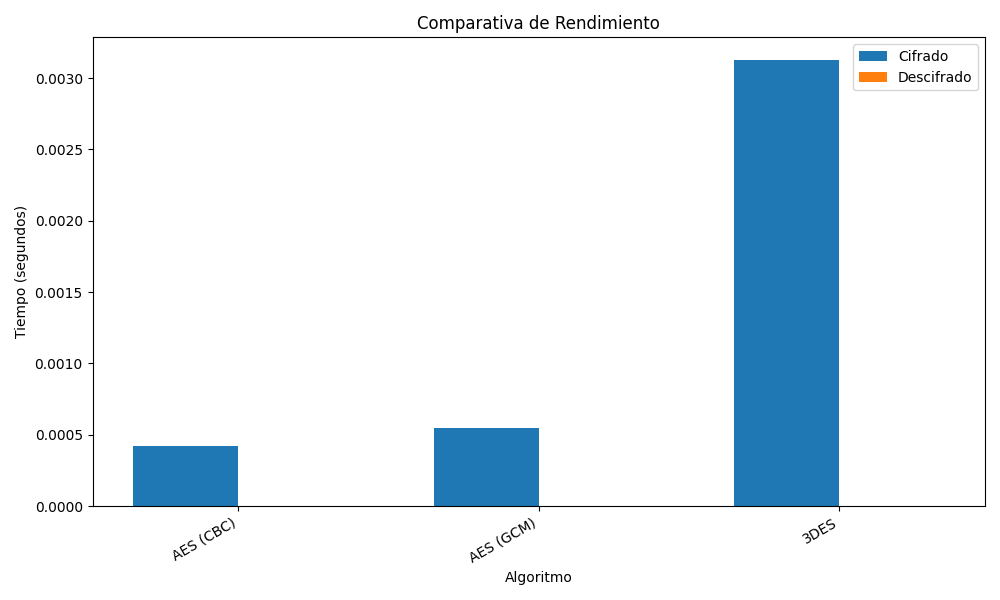 Comparativa de Rendimiento
Cifrado
Descifrado
Tiempo (segundos)
0.0030
0.0025
0.0020
0.0015
0.0010
0.0005
0.0000
AES (CBC)
AES (GCM)
3DES
Algoritmo